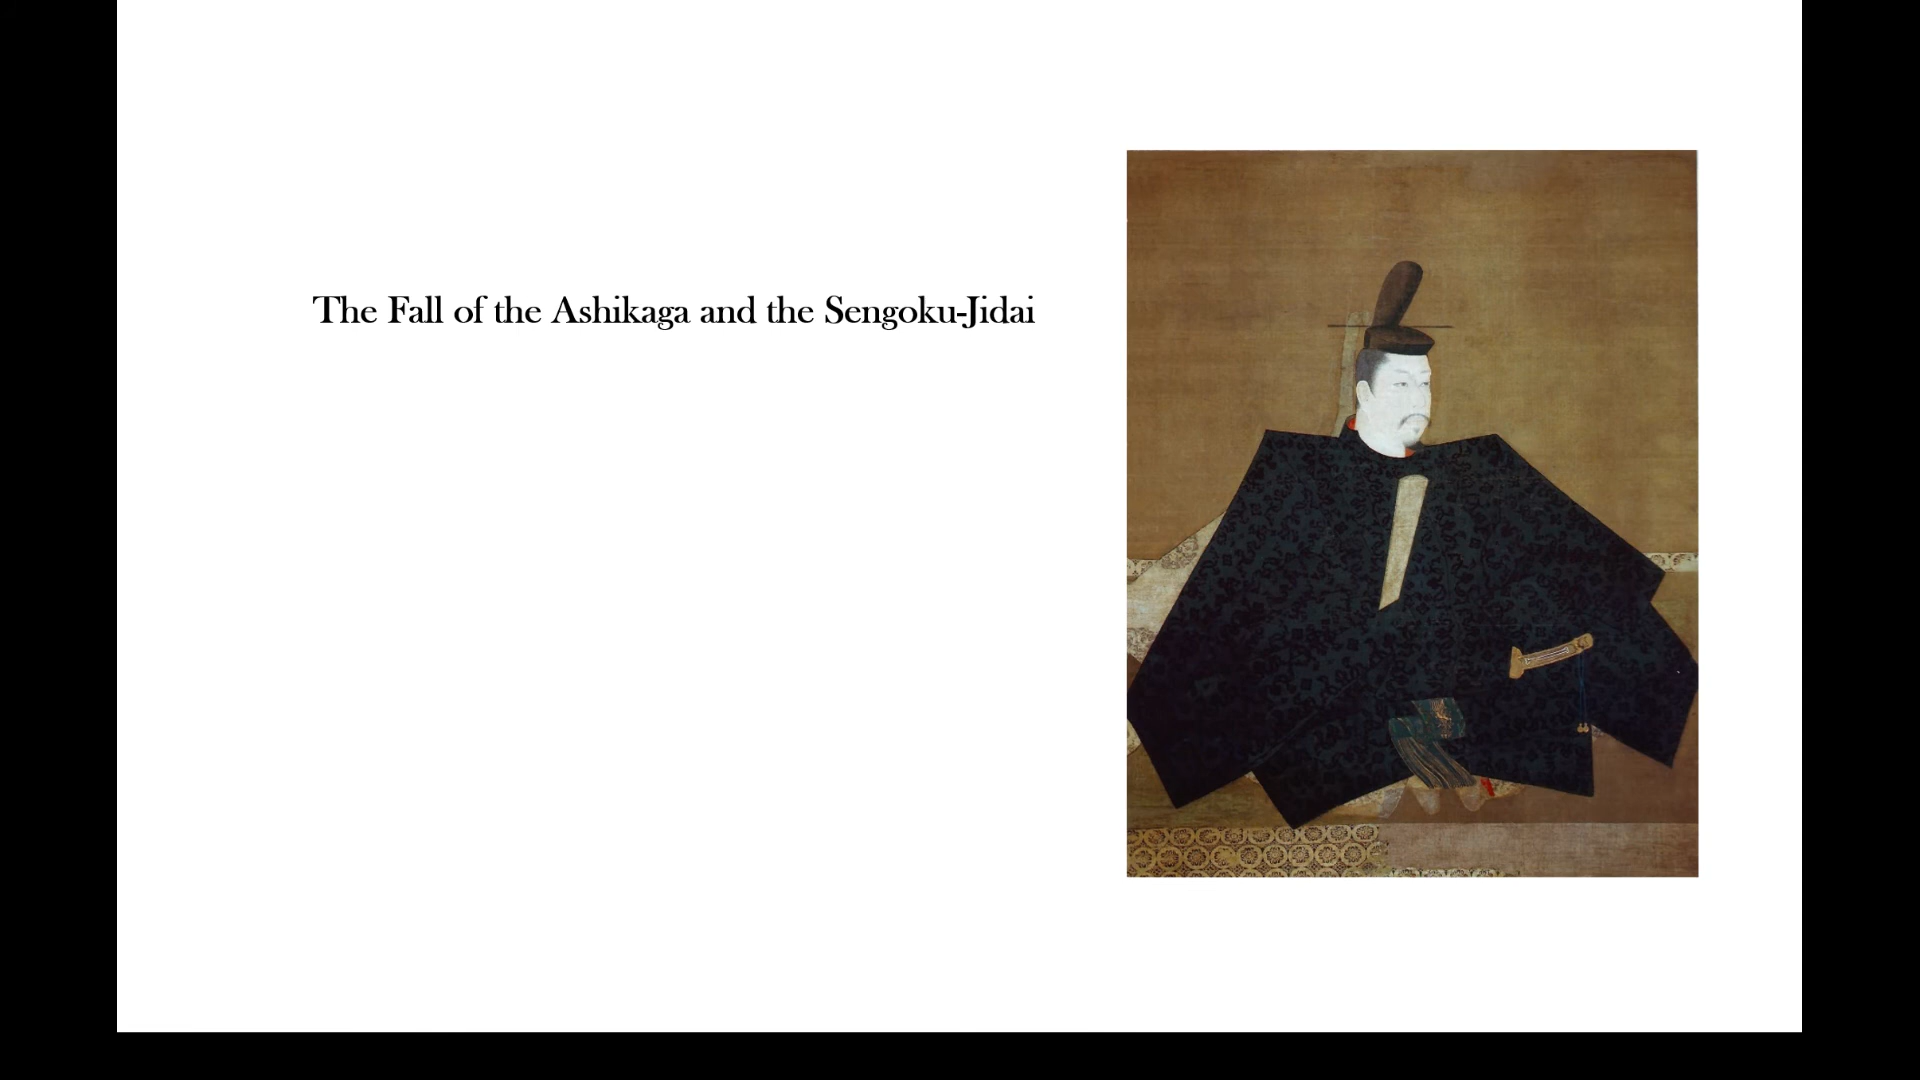 The Fall of the Ashikaga and the Sengoku-Jidai